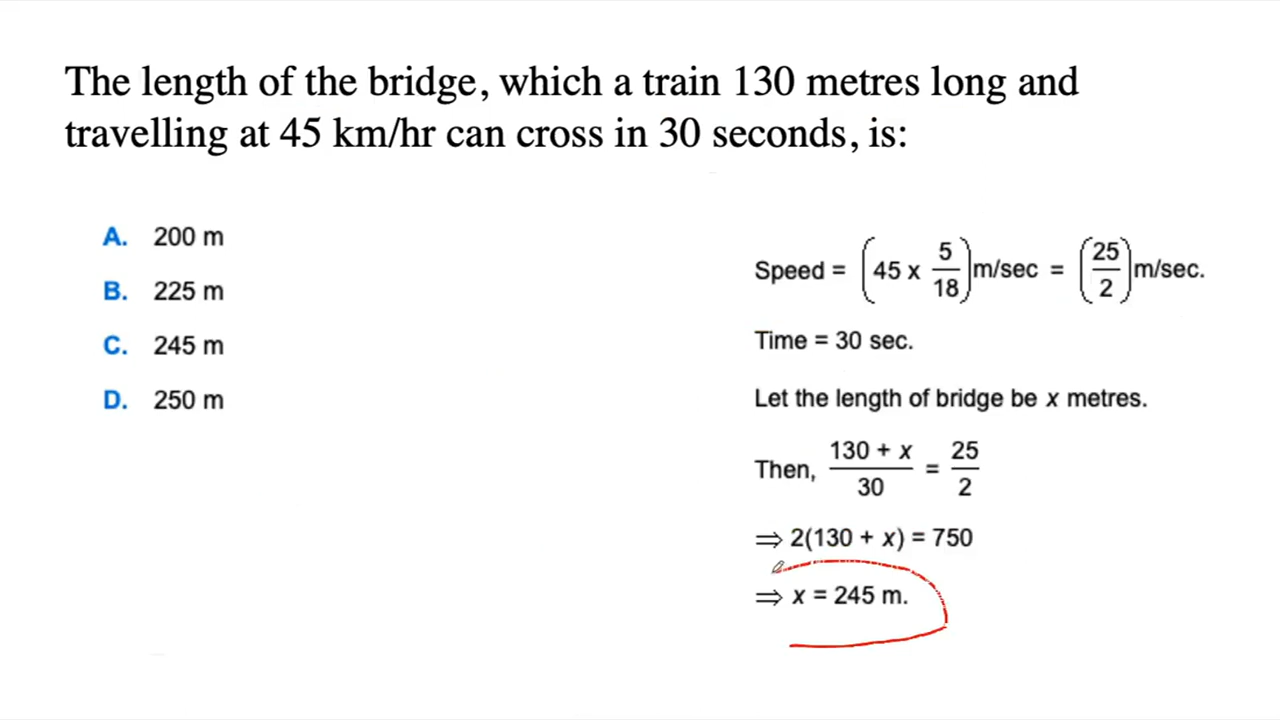 The length of the bridge, which a train 130 metres long and
travelling at 45 km/hr can cross in 30 seconds, is:
A. 200 m
B. 225 m
C. 245 m
D. 250 m
Speed = (45 x 5/18) m/sec = (25/2) m/sec.
Time = 30 sec.
Let the length of bridge be x metres.
Then, (130 + x)/30 = 25/2
⇒ 2(130 + x) = 750
⇒ x = 245 m.